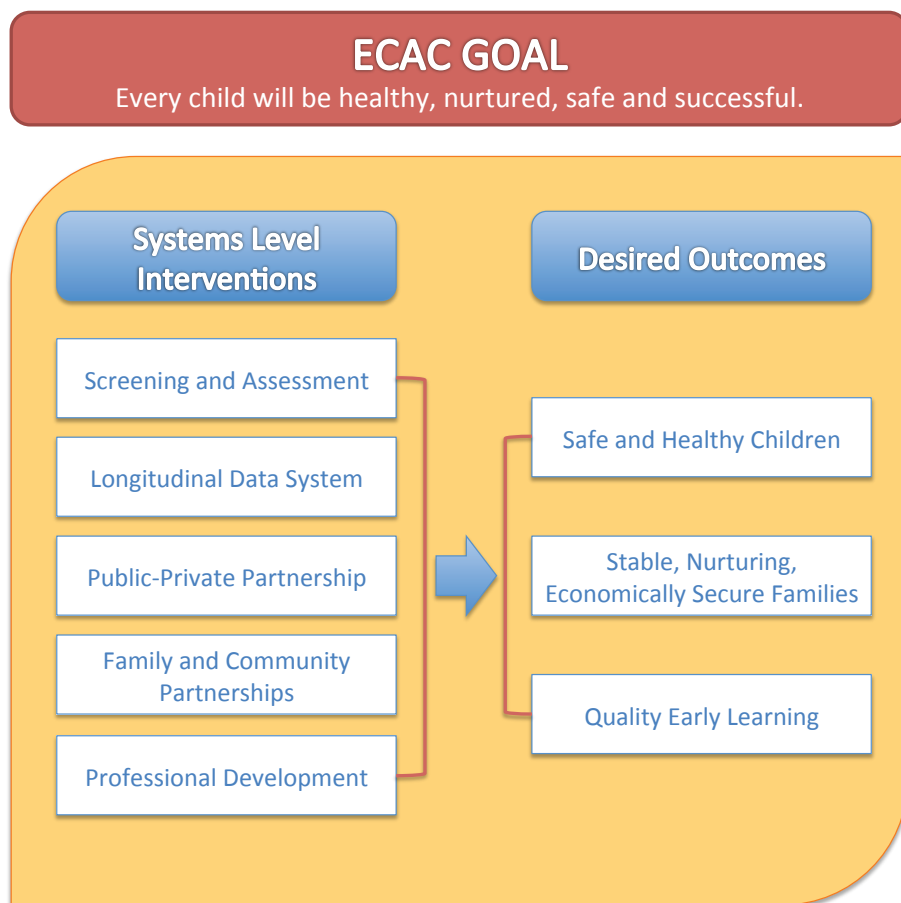 ECAC GOAL
Every child will be healthy, nurtured, safe and successful.
Systems Level
Interventions
Screening and Assessment
Longitudinal Data System
Public-Private Partnership
Family and Community
Partnerships
Professional Development
Desired Outcomes
Safe and Healthy Children
Stable, Nurturing,
Economically Secure Families
Quality Early Learning